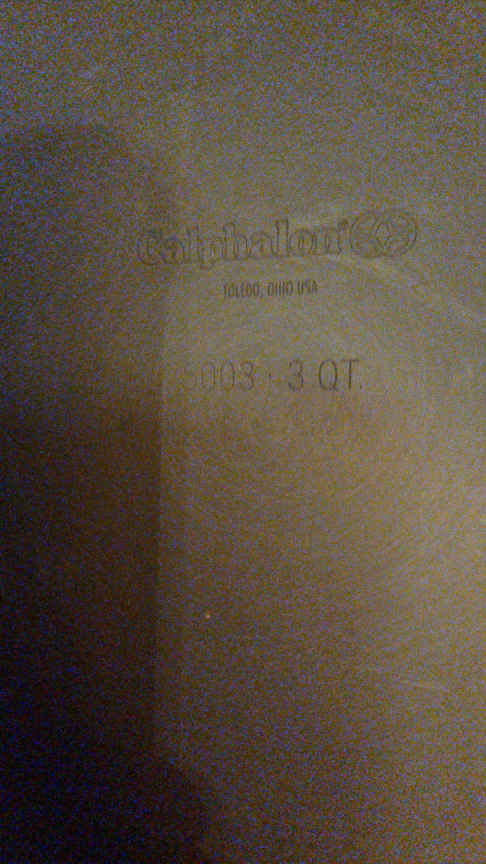 Calphalon®
TOLEDO, OHIO USA
5003 · 3 QT.